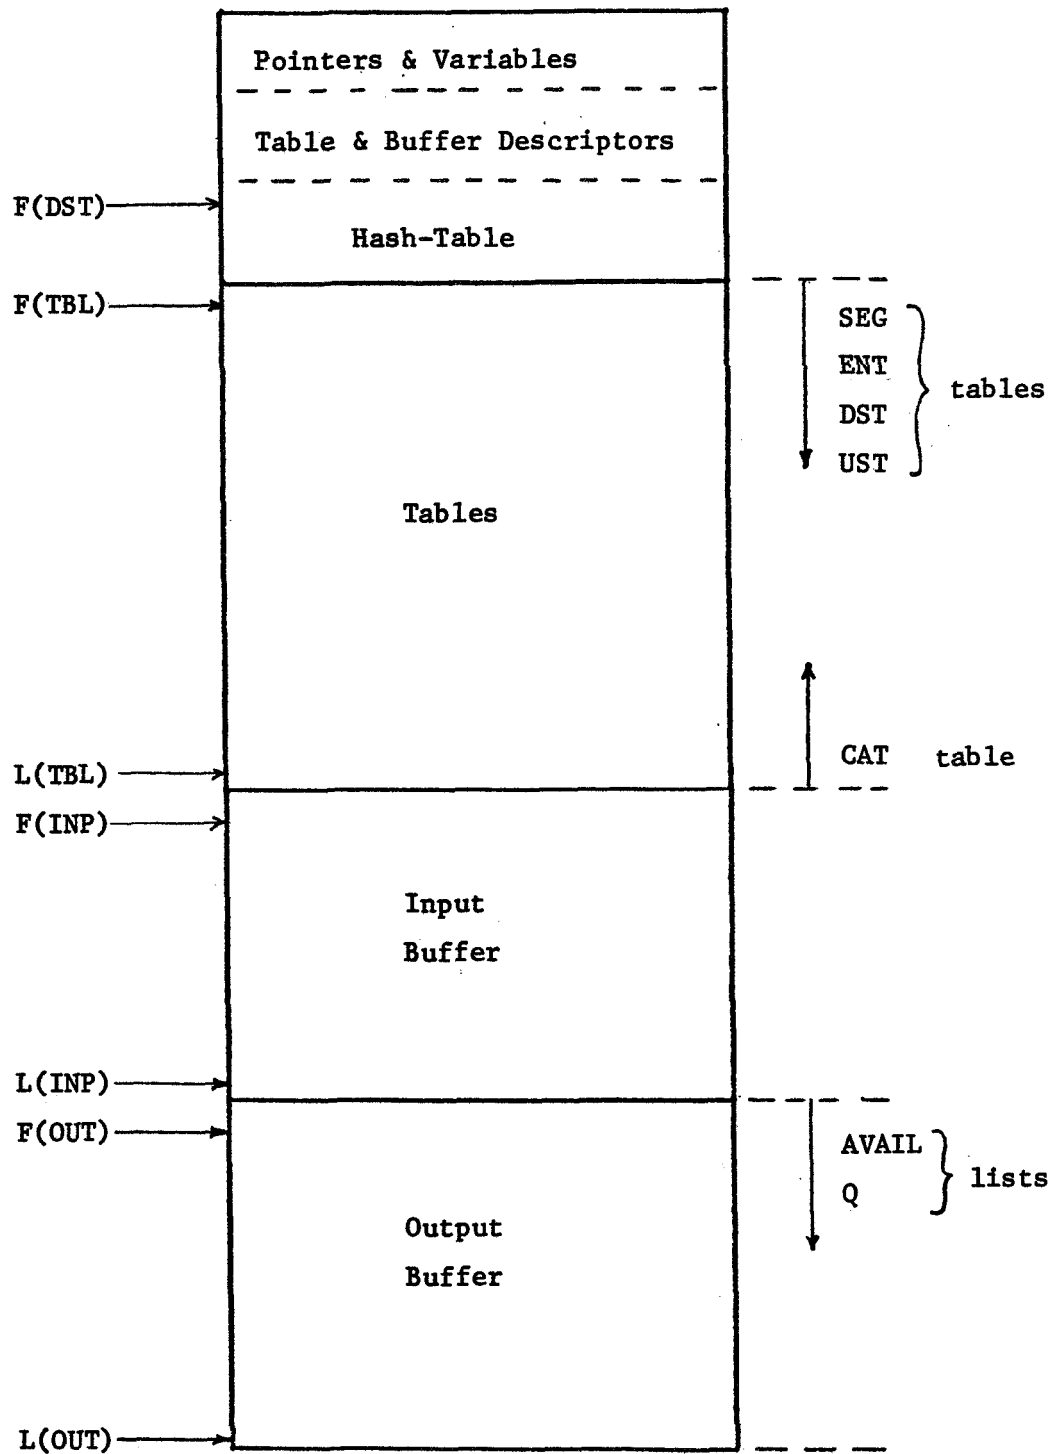 Pointers & Variables
Table & Buffer Descriptors
F(DST)
Hash-Table
F(TBL)
SEG
ENT
tables
DST
UST
Tables
CAT table
L(TBL)
F(INP)
Input
Buffer
L(INP)
F(OUT)
AVAIL
lists
Q
Output
Buffer
L(OUT)